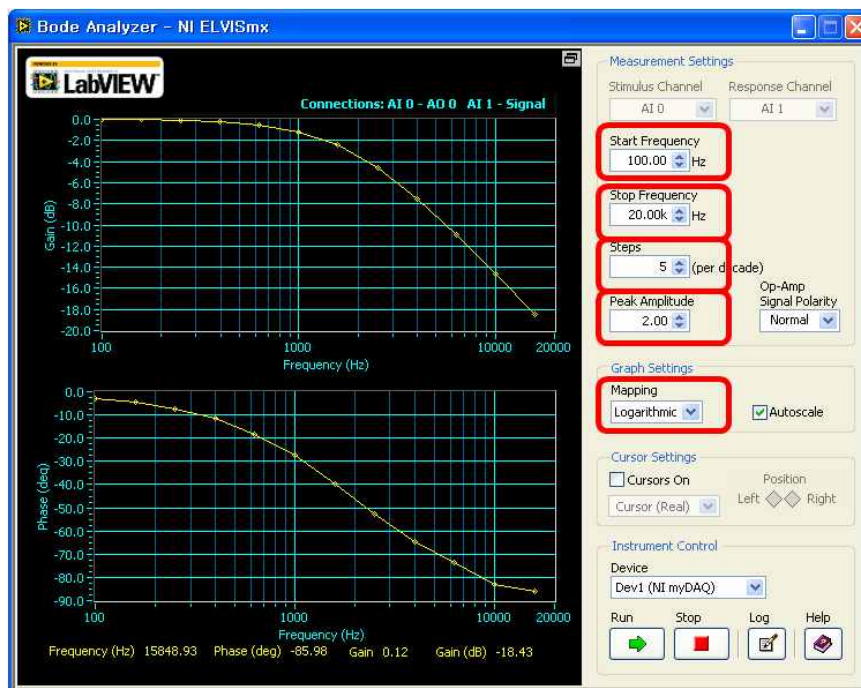 Bode Analyzer - NI ELVISmx
LabVIEW
Connections: AI 0 - AO 0 AI 1 - Signal
0.0
-2.0
-4.0
-6.0
-8.0
-10.0
-12.0
-14.0
-16.0
-18.0
-20.0
Gain (dB)
100 1000 10000 20000
Frequency (Hz)
0.0
-10.0
-20.0
-30.0
-40.0
-50.0
-60.0
-70.0
-80.0
-90.0
Phase (deg)
100 1000 10000 20000
Frequency (Hz)
Frequency (Hz) 15848.93 Phase (deg) -85.98 Gain 0.12 Gain (dB) -18.43
Measurement Settings
Stimulus Channel Response Channel
AI 0 AI 1
Start Frequency
100.00 Hz
Stop Frequency
20.00k Hz
Steps
5 (per decade)
Peak Amplitude
2.00
Op-Amp
Signal Polarity
Normal
Graph Settings
Mapping
Logarithmic
Autoscale
Cursor Settings
Cursors On Position
Cursor (Real) Left Right
Instrument Control
Device
Dev1 (NI myDAQ)
Run Stop Log Help